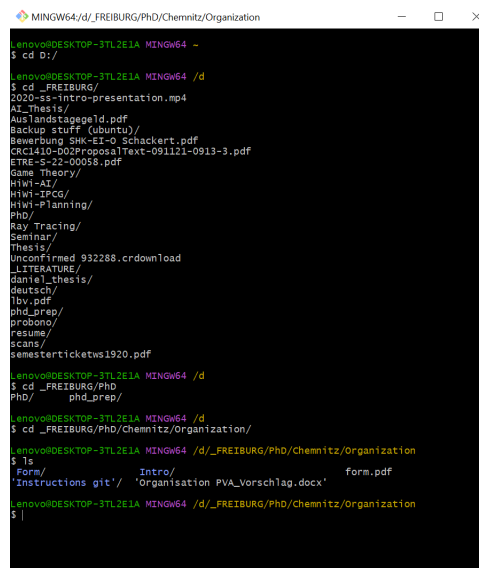 MINGW64:/d/_FREIBURG/PhD/Chemnitz/Organization
Lenovo@DESKTOP-3TL2E1A MINGW64 ~
$ cd D:/
Lenovo@DESKTOP-3TL2E1A MINGW64 /d
$ cd _FREIBURG/
2020-ss-intro-presentation.mp4
AI_Thesis/
Auslandstagegeld.pdf
Backup stuff (ubuntu)/
Bewerbung SHK-EI-O Schackert.pdf
CRC1410-D02ProposalText-091121-0913-3.pdf
ETRE-S-22-00058.pdf
Game Theory/
HiWi-AI/
HiWi-IPCG/
HiWi-Planning/
PhD/
Ray Tracing/
Seminar/
Thesis/
Unconfirmed 932288.crdownload
_LITERATURE/
daniel_thesis/
deutsch/
lbv.pdf
phd_prep/
probono/
resume/
scans/
semesterticketws1920.pdf
Lenovo@DESKTOP-3TL2E1A MINGW64 /d
$ cd _FREIBURG/PhD
PhD/ phd_prep/
Lenovo@DESKTOP-3TL2E1A MINGW64 /d
$ cd _FREIBURG/PhD/Chemnitz/Organization/
Lenovo@DESKTOP-3TL2E1A MINGW64 /d/_FREIBURG/PhD/Chemnitz/Organization
$ ls
Form/ Intro/ form.pdf
'Instructions git'/ 'Organisation PVA_Vorschlag.docx'
Lenovo@DESKTOP-3TL2E1A MINGW64 /d/_FREIBURG/PhD/Chemnitz/Organization
$